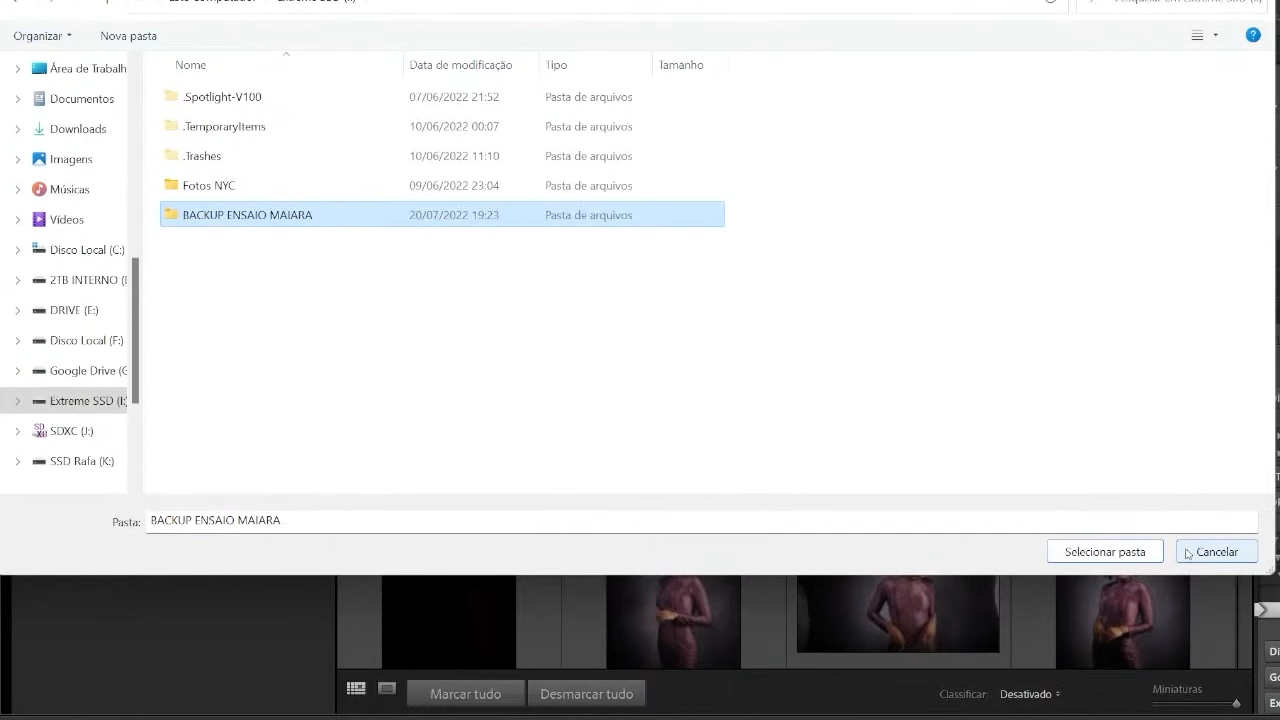 Organizar
Nova pasta
Nome
Data de modificação
Tipo
Tamanho
Área de Trabalh
.Spotlight-V100 07/06/2022 21:52 Pasta de arquivos
Documentos
.TemporaryItems 10/06/2022 00:07 Pasta de arquivos
Downloads
.Trashes 10/06/2022 11:10 Pasta de arquivos
Imagens
Fotos NYC 09/06/2022 23:04 Pasta de arquivos
Músicas
BACKUP ENSAIO MAIARA 20/07/2022 19:23 Pasta de arquivos
Vídeos
Disco Local (C:)
2TB INTERNO (
DRIVE (E:)
Disco Local (F:)
Google Drive (G
Extreme SSD (I:
SDXC (J:)
SSD Rafa (K:)
Pasta: BACKUP ENSAIO MAIARA
Selecionar pasta
Cancelar
Marcar tudo
Desmarcar tudo
Classificar: Desativado
Miniaturas